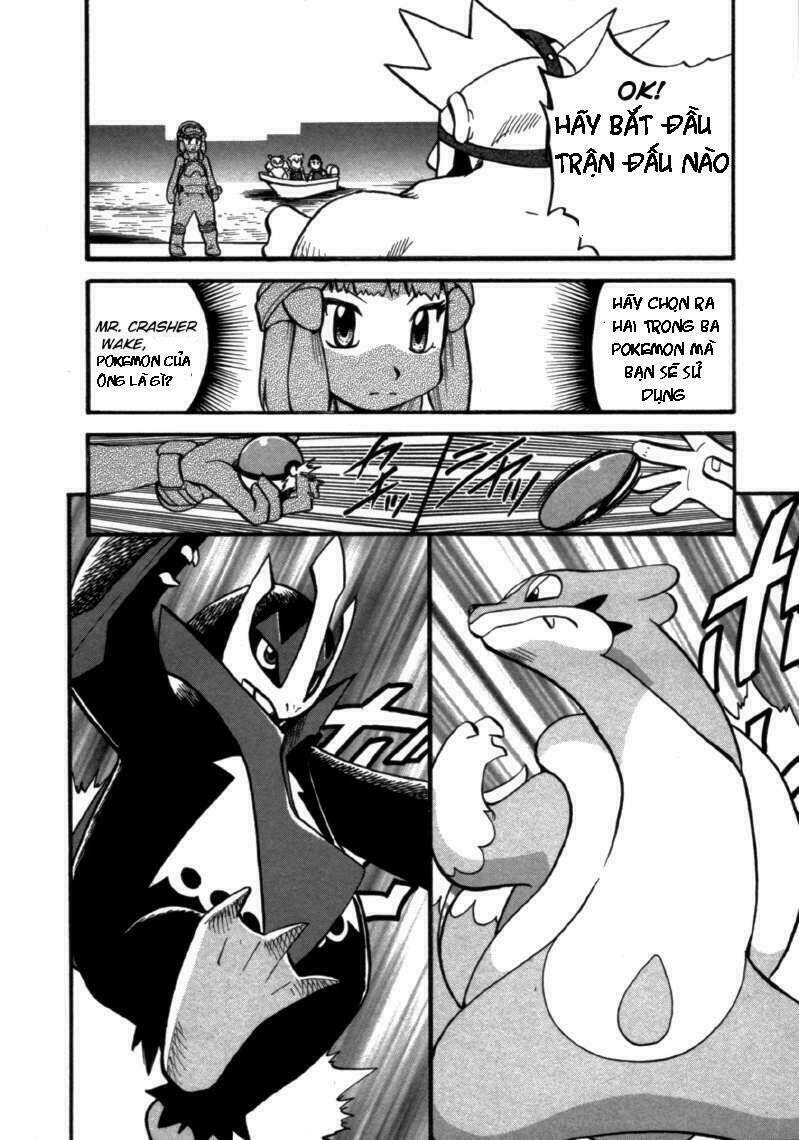 OK!
HÃY BẮT ĐẦU
TRẬN ĐẤU NÀO
HÃY CHỌN RA
HAI TRONG BA
POKEMON MÀ
BẠN SẼ SỬ
DỤNG
MR. CRASHER
WAKE,
POKEMON CỦA
ÔNG LÀ GÌ?